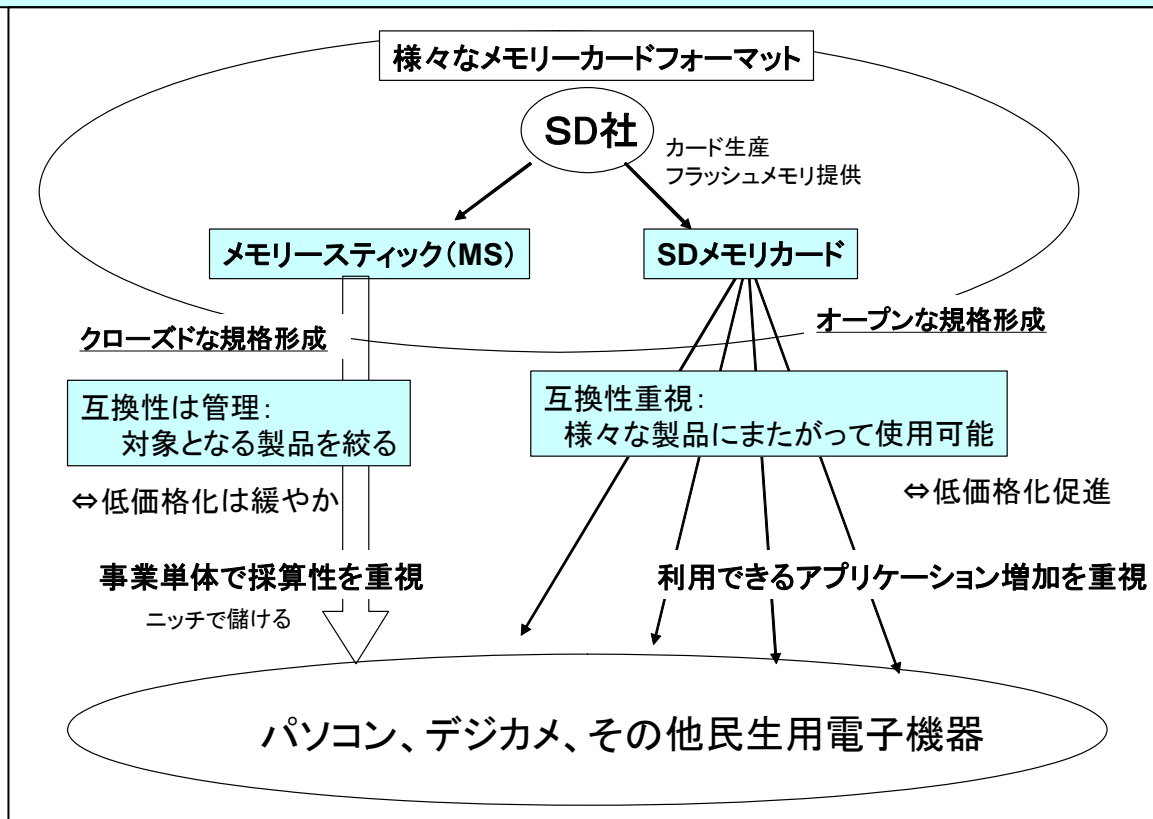 様々なメモリーカードフォーマット
SD社
カード生産
フラッシュメモリ提供
メモリースティック(MS)
SDメモリカード
クローズドな規格形成
オープンな規格形成
互換性は管理:
対象となる製品を絞る
互換性重視:
様々な製品にまたがって使用可能
⇔低価格化は緩やか
⇔低価格化促進
事業単体で採算性を重視
ニッチで儲ける
利用できるアプリケーション増加を重視
パソコン、デジカメ、その他民生用電子機器